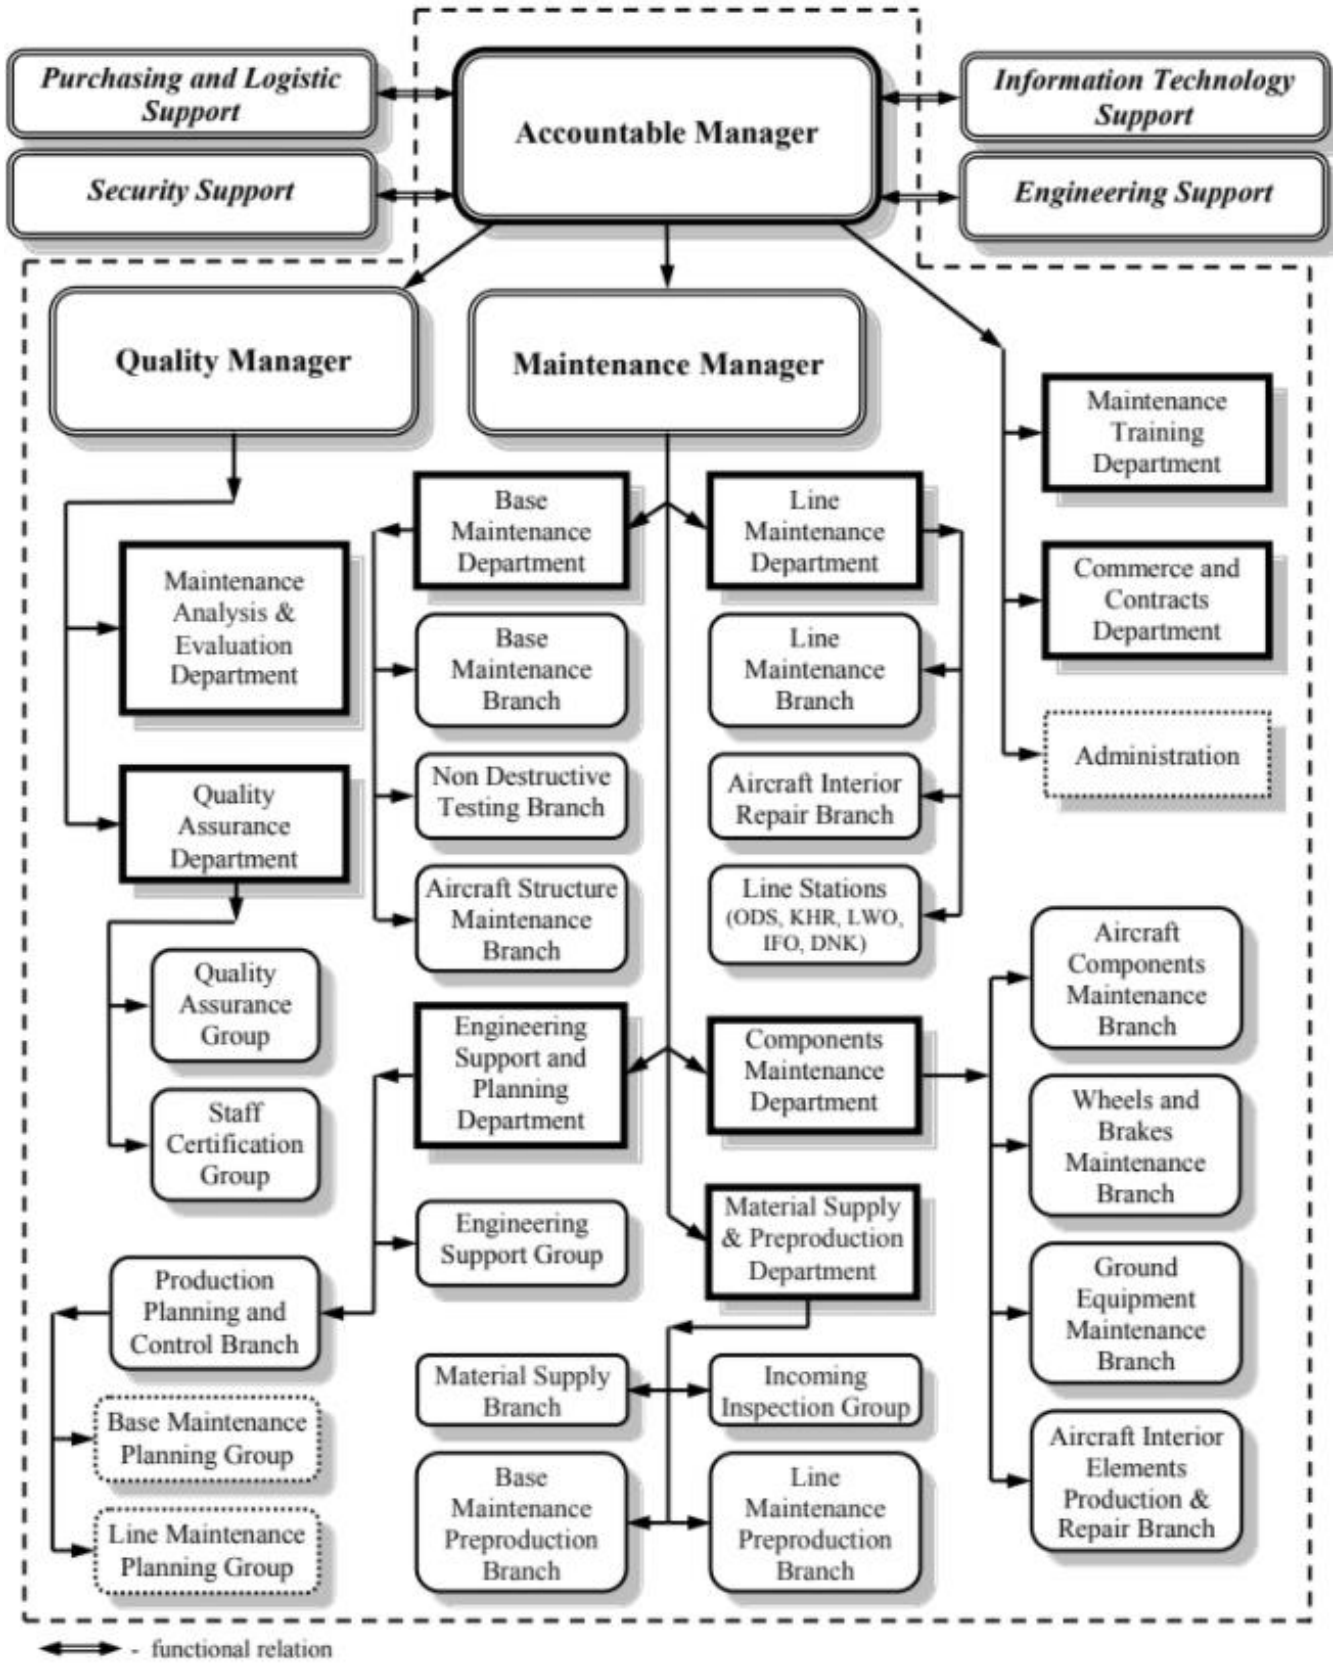 Purchasing and Logistic
Support
Security Support
Accountable Manager
Information Technology
Support
Engineering Support
Quality Manager
Maintenance Manager
Maintenance
Training
Department
Commerce and
Contracts
Department
Administration
Maintenance
Analysis &
Evaluation
Department
Quality
Assurance
Department
Quality
Assurance
Group
Staff
Certification
Group
Base
Maintenance
Department
Base
Maintenance
Branch
Non Destructive
Testing Branch
Aircraft Structure
Maintenance
Branch
Line
Maintenance
Department
Line
Maintenance
Branch
Aircraft Interior
Repair Branch
Line Stations
(ODS, KHR, LWO,
IFO, DNK)
Engineering
Support and
Planning
Department
Engineering
Support Group
Production
Planning and
Control Branch
Base Maintenance
Planning Group
Line Maintenance
Planning Group
Components
Maintenance
Department
Aircraft
Components
Maintenance
Branch
Wheels and
Brakes
Maintenance
Branch
Ground
Equipment
Maintenance
Branch
Aircraft Interior
Elements
Production &
Repair Branch
Material Supply
& Preproduction
Department
Material Supply
Branch
Incoming
Inspection Group
Base
Maintenance
Preproduction
Branch
Line
Maintenance
Preproduction
Branch
- functional relation